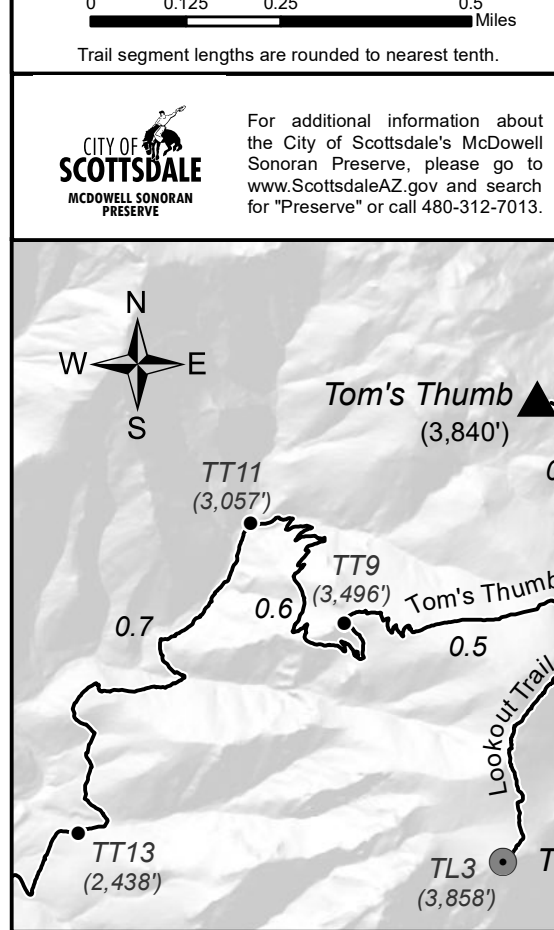 0 0.125 0.25 0.5
Miles
Trail segment lengths are rounded to nearest tenth.
CITY OF
SCOTTSDALE
MCDOWELL SONORAN
PRESERVE
For additional information about
the City of Scottsdale's McDowell
Sonoran Preserve, please go to
www.ScottsdaleAZ.gov and search
for "Preserve" or call 480-312-7013.
N
W E
S
Tom's Thumb
(3,840')
TT11
(3,057')
TT9
(3,496')
Tom's Thumb
0.6
0.7
0.5
Lookout Trail
TT13
(2,438')
TL3
(3,858')
T